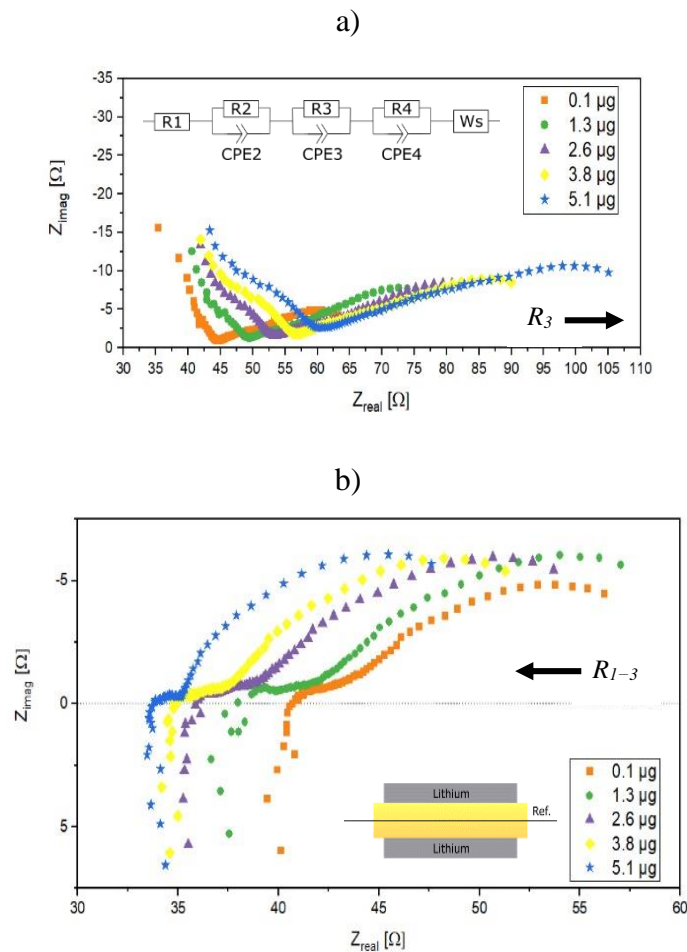 a)
-35
-30
-25
-20
-15
-10
-5
0
Z_imag [Ω]
R1
R2
CPE2
R3
CPE3
R4
CPE4
Ws
0.1 µg
1.3 µg
2.6 µg
3.8 µg
5.1 µg
R_3
30 35 40 45 50 55 60 65 70 75 80 85 90 95 100 105 110
Z_real [Ω]
b)
-5
0
5
Z_imag [Ω]
R_1–3
Lithium
Ref.
Lithium
0.1 µg
1.3 µg
2.6 µg
3.8 µg
5.1 µg
30 35 40 45 50 55 60
Z_real [Ω]